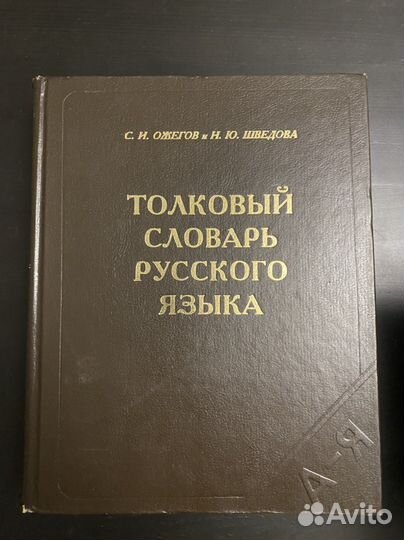 С. И. ОЖЕГОВ и Н. Ю. ШВЕДОВА
ТОЛКОВЫЙ
СЛОВАРЬ
РУССКОГО
ЯЗЫКА
А-Я
Avito